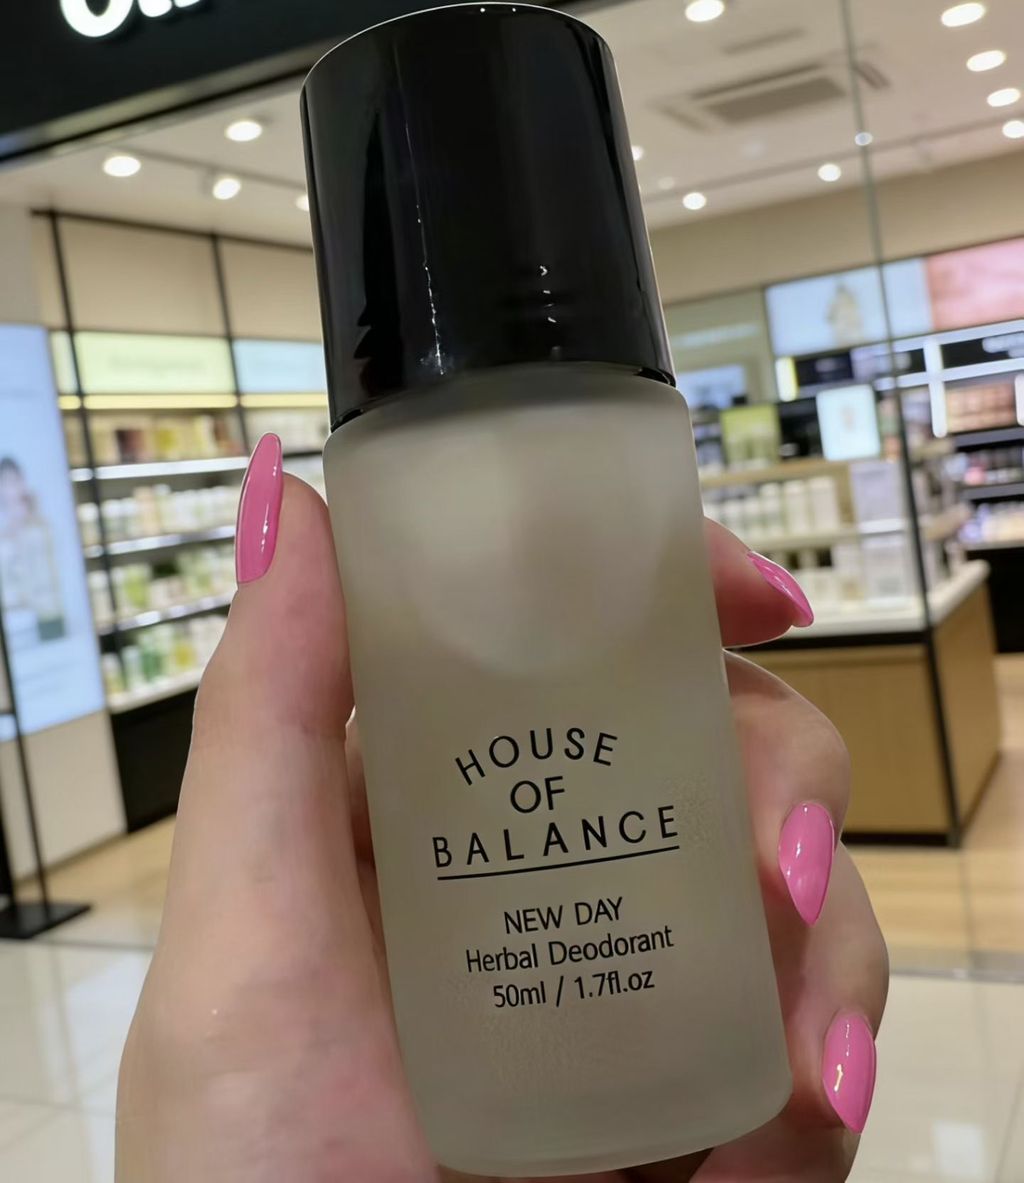 HOUSE
OF
BALANCE
NEW DAY
Herbal Deodorant
50ml / 1.7fl.oz